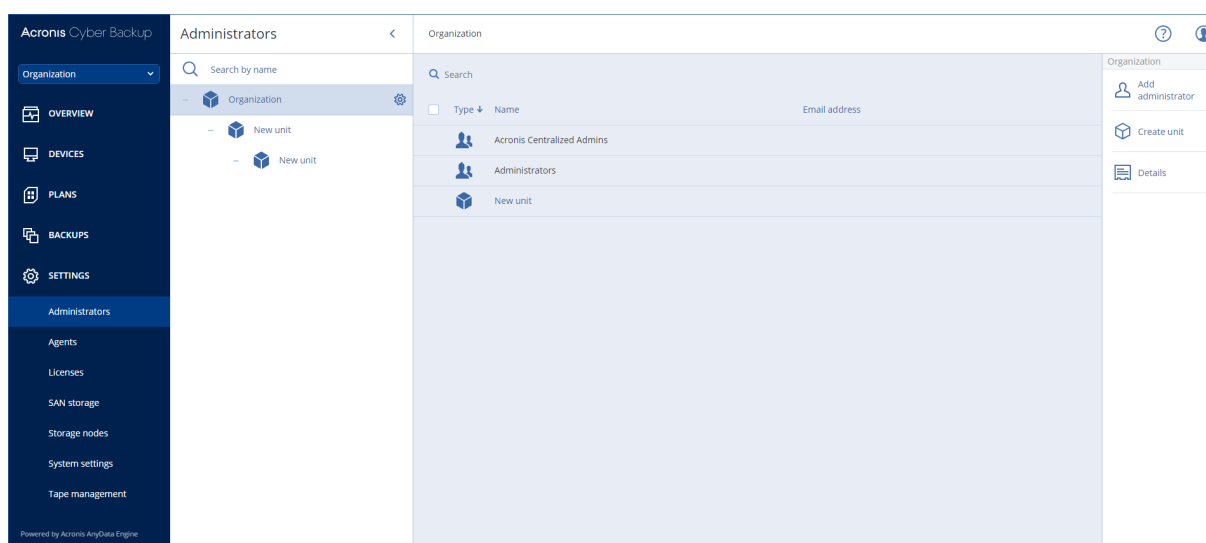 Acronis Cyber Backup
Organization
OVERVIEW
DEVICES
PLANS
BACKUPS
SETTINGS
Administrators
Agents
Licenses
SAN storage
Storage nodes
System settings
Tape management
Powered by Acronis AnyData Engine
Administrators
Search by name
Organization
New unit
New unit
Organization
Search
Type Name Email address
Acronis Centralized Admins
Administrators
New unit
Organization
Add
administrator
Create unit
Details